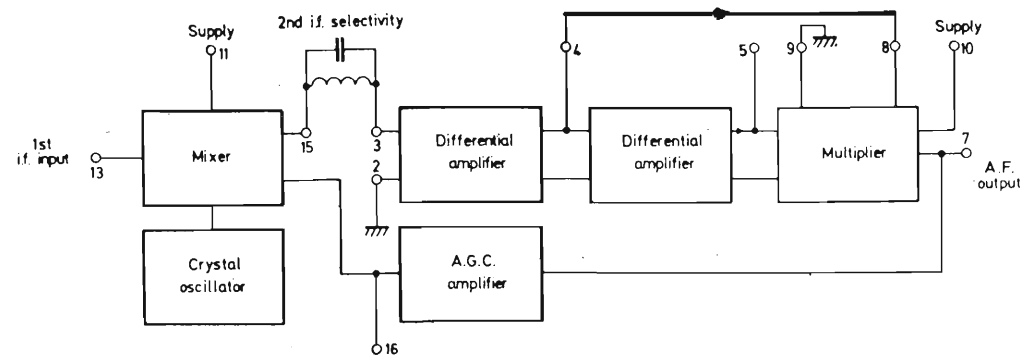 2nd i.f. selectivity
Supply
11
4
5
9
8
Supply
10
1st
i.f. input
13
Mixer
15
3
2
Differential
amplifier
Differential
amplifier
Multiplier
7
A.F.
output
Crystal
oscillator
A.G.C.
amplifier
16